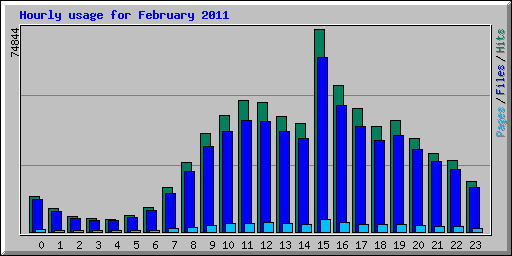 Hourly usage for February 2011
74844
Pages / Files / Hits
0 1 2 3 4 5 6 7 8 9 10 11 12 13 14 15 16 17 18 19 20 21 22 23